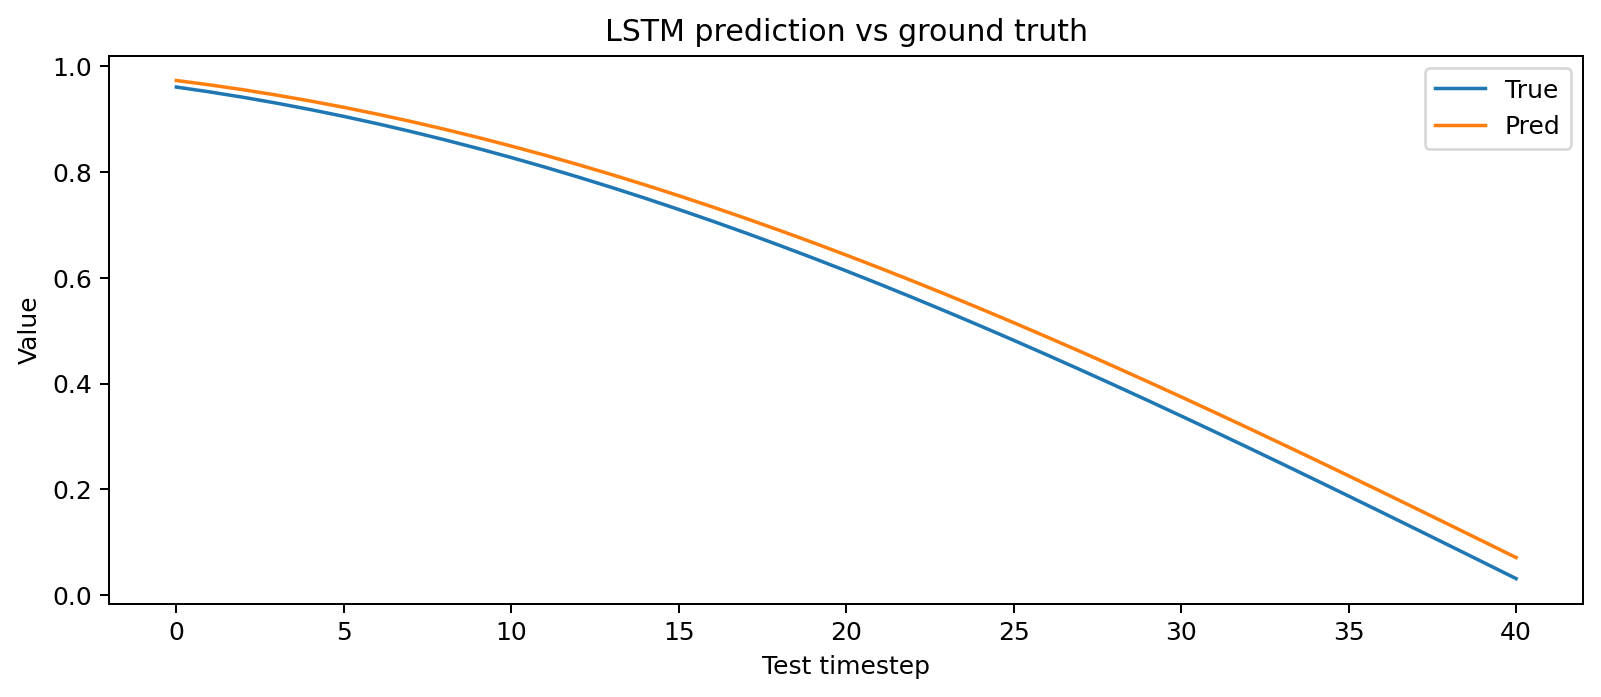 LSTM prediction vs ground truth
True
Pred
Value
1.0
0.8
0.6
0.4
0.2
0.0
0 5 10 15 20 25 30 35 40
Test timestep